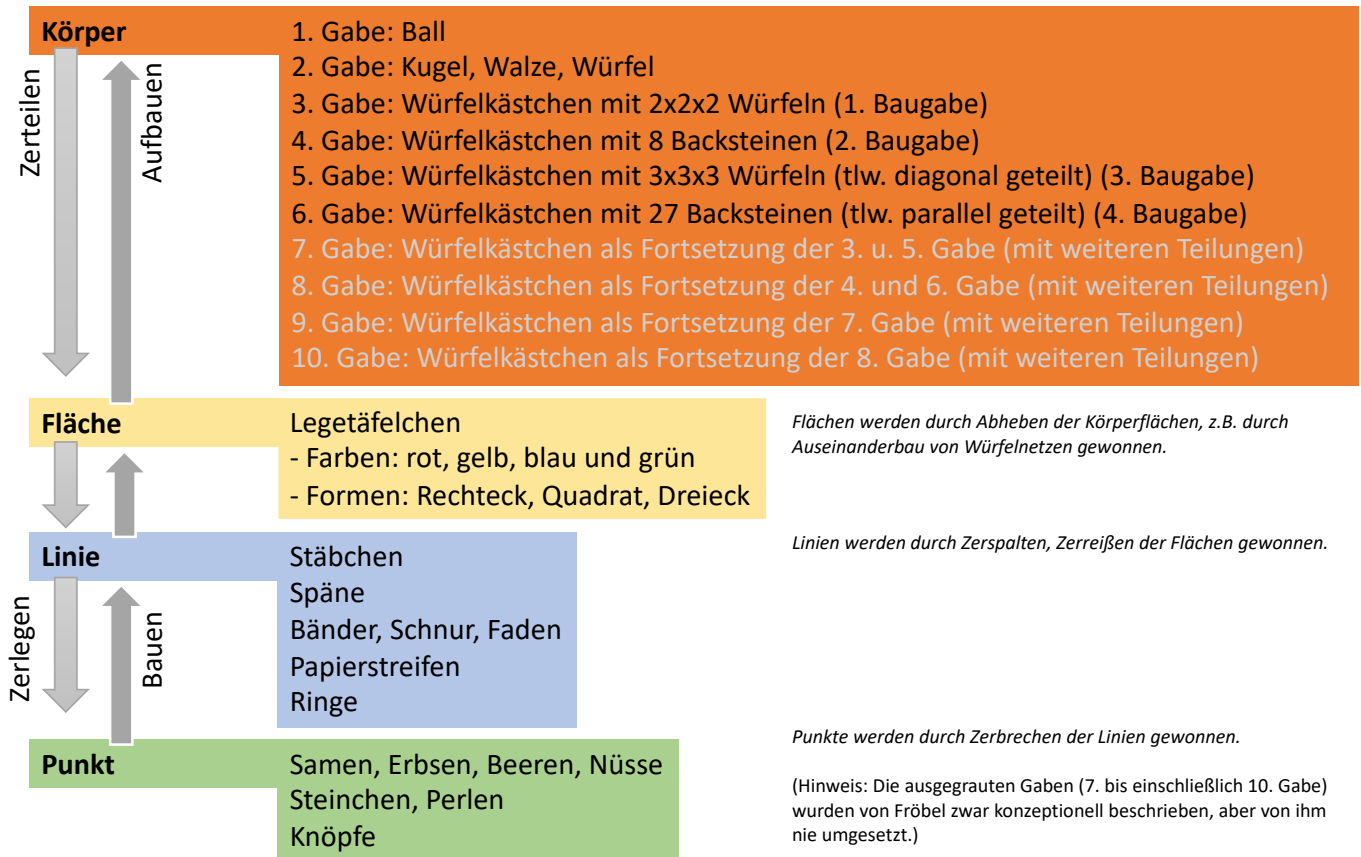 Körper
1. Gabe: Ball
2. Gabe: Kugel, Walze, Würfel
3. Gabe: Würfelkästchen mit 2x2x2 Würfeln (1. Baugabe)
4. Gabe: Würfelkästchen mit 8 Backsteinen (2. Baugabe)
5. Gabe: Würfelkästchen mit 3x3x3 Würfeln (tlw. diagonal geteilt) (3. Baugabe)
6. Gabe: Würfelkästchen mit 27 Backsteinen (tlw. parallel geteilt) (4. Baugabe)
7. Gabe: Würfelkästchen als Fortsetzung der 3. u. 5. Gabe (mit weiteren Teilungen)
8. Gabe: Würfelkästchen als Fortsetzung der 4. und 6. Gabe (mit weiteren Teilungen)
9. Gabe: Würfelkästchen als Fortsetzung der 7. Gabe (mit weiteren Teilungen)
10. Gabe: Würfelkästchen als Fortsetzung der 8. Gabe (mit weiteren Teilungen)
Zerteilen
Aufbauen
Fläche
Legetäfelchen
- Farben: rot, gelb, blau und grün
- Formen: Rechteck, Quadrat, Dreieck
Flächen werden durch Abheben der Körperflächen, z.B. durch
Auseinanderbau von Würfelnetzen gewonnen.
Linie
Stäbchen
Späne
Bänder, Schnur, Faden
Papierstreifen
Ringe
Linien werden durch Zerspalten, Zerreißen der Flächen gewonnen.
Zerlegen
Bauen
Punkt
Samen, Erbsen, Beeren, Nüsse
Steinchen, Perlen
Knöpfe
Punkte werden durch Zerbrechen der Linien gewonnen.
(Hinweis: Die ausgegrauten Gaben (7. bis einschließlich 10. Gabe)
wurden von Fröbel zwar konzeptionell beschrieben, aber von ihm
nie umgesetzt.)